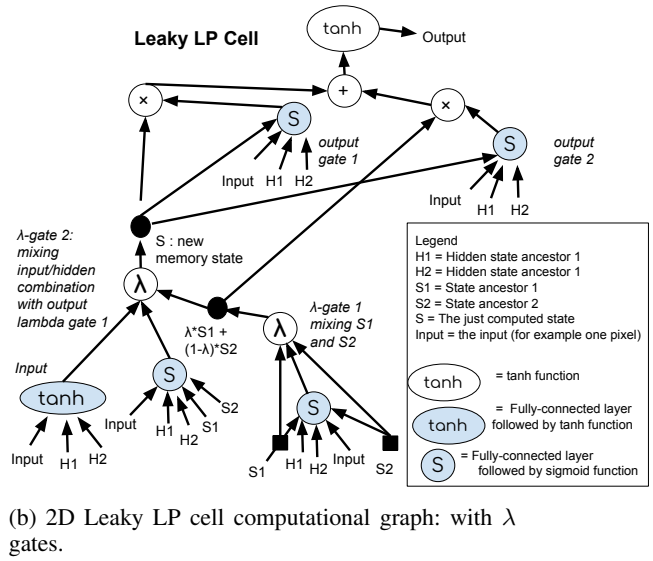 Leaky LP Cell
tanh
Output
×
+
×
S
output
gate 1
Input H1 H2
S
output
gate 2
Input
H1 H2
λ-gate 2:
mixing
input/hidden
combination
with output
lambda gate 1
S : new
memory state
λ
λ*S1 +
(1-λ)*S2
λ
λ-gate 1
mixing S1
and S2
Input
tanh
Input H1 H2
S
Input H1 H2 S1 S2
S
S1 H1 H2 Input S2
Legend
H1 = Hidden state ancestor 1
H2 = Hidden state ancestor 1
S1 = State ancestor 1
S2 = State ancestor 2
S = The just computed state
Input = the input (for example one pixel)
tanh = tanh function
tanh = Fully-connected layer
followed by tanh function
S = Fully-connected layer
followed by sigmoid function
(b) 2D Leaky LP cell computational graph: with λ
gates.